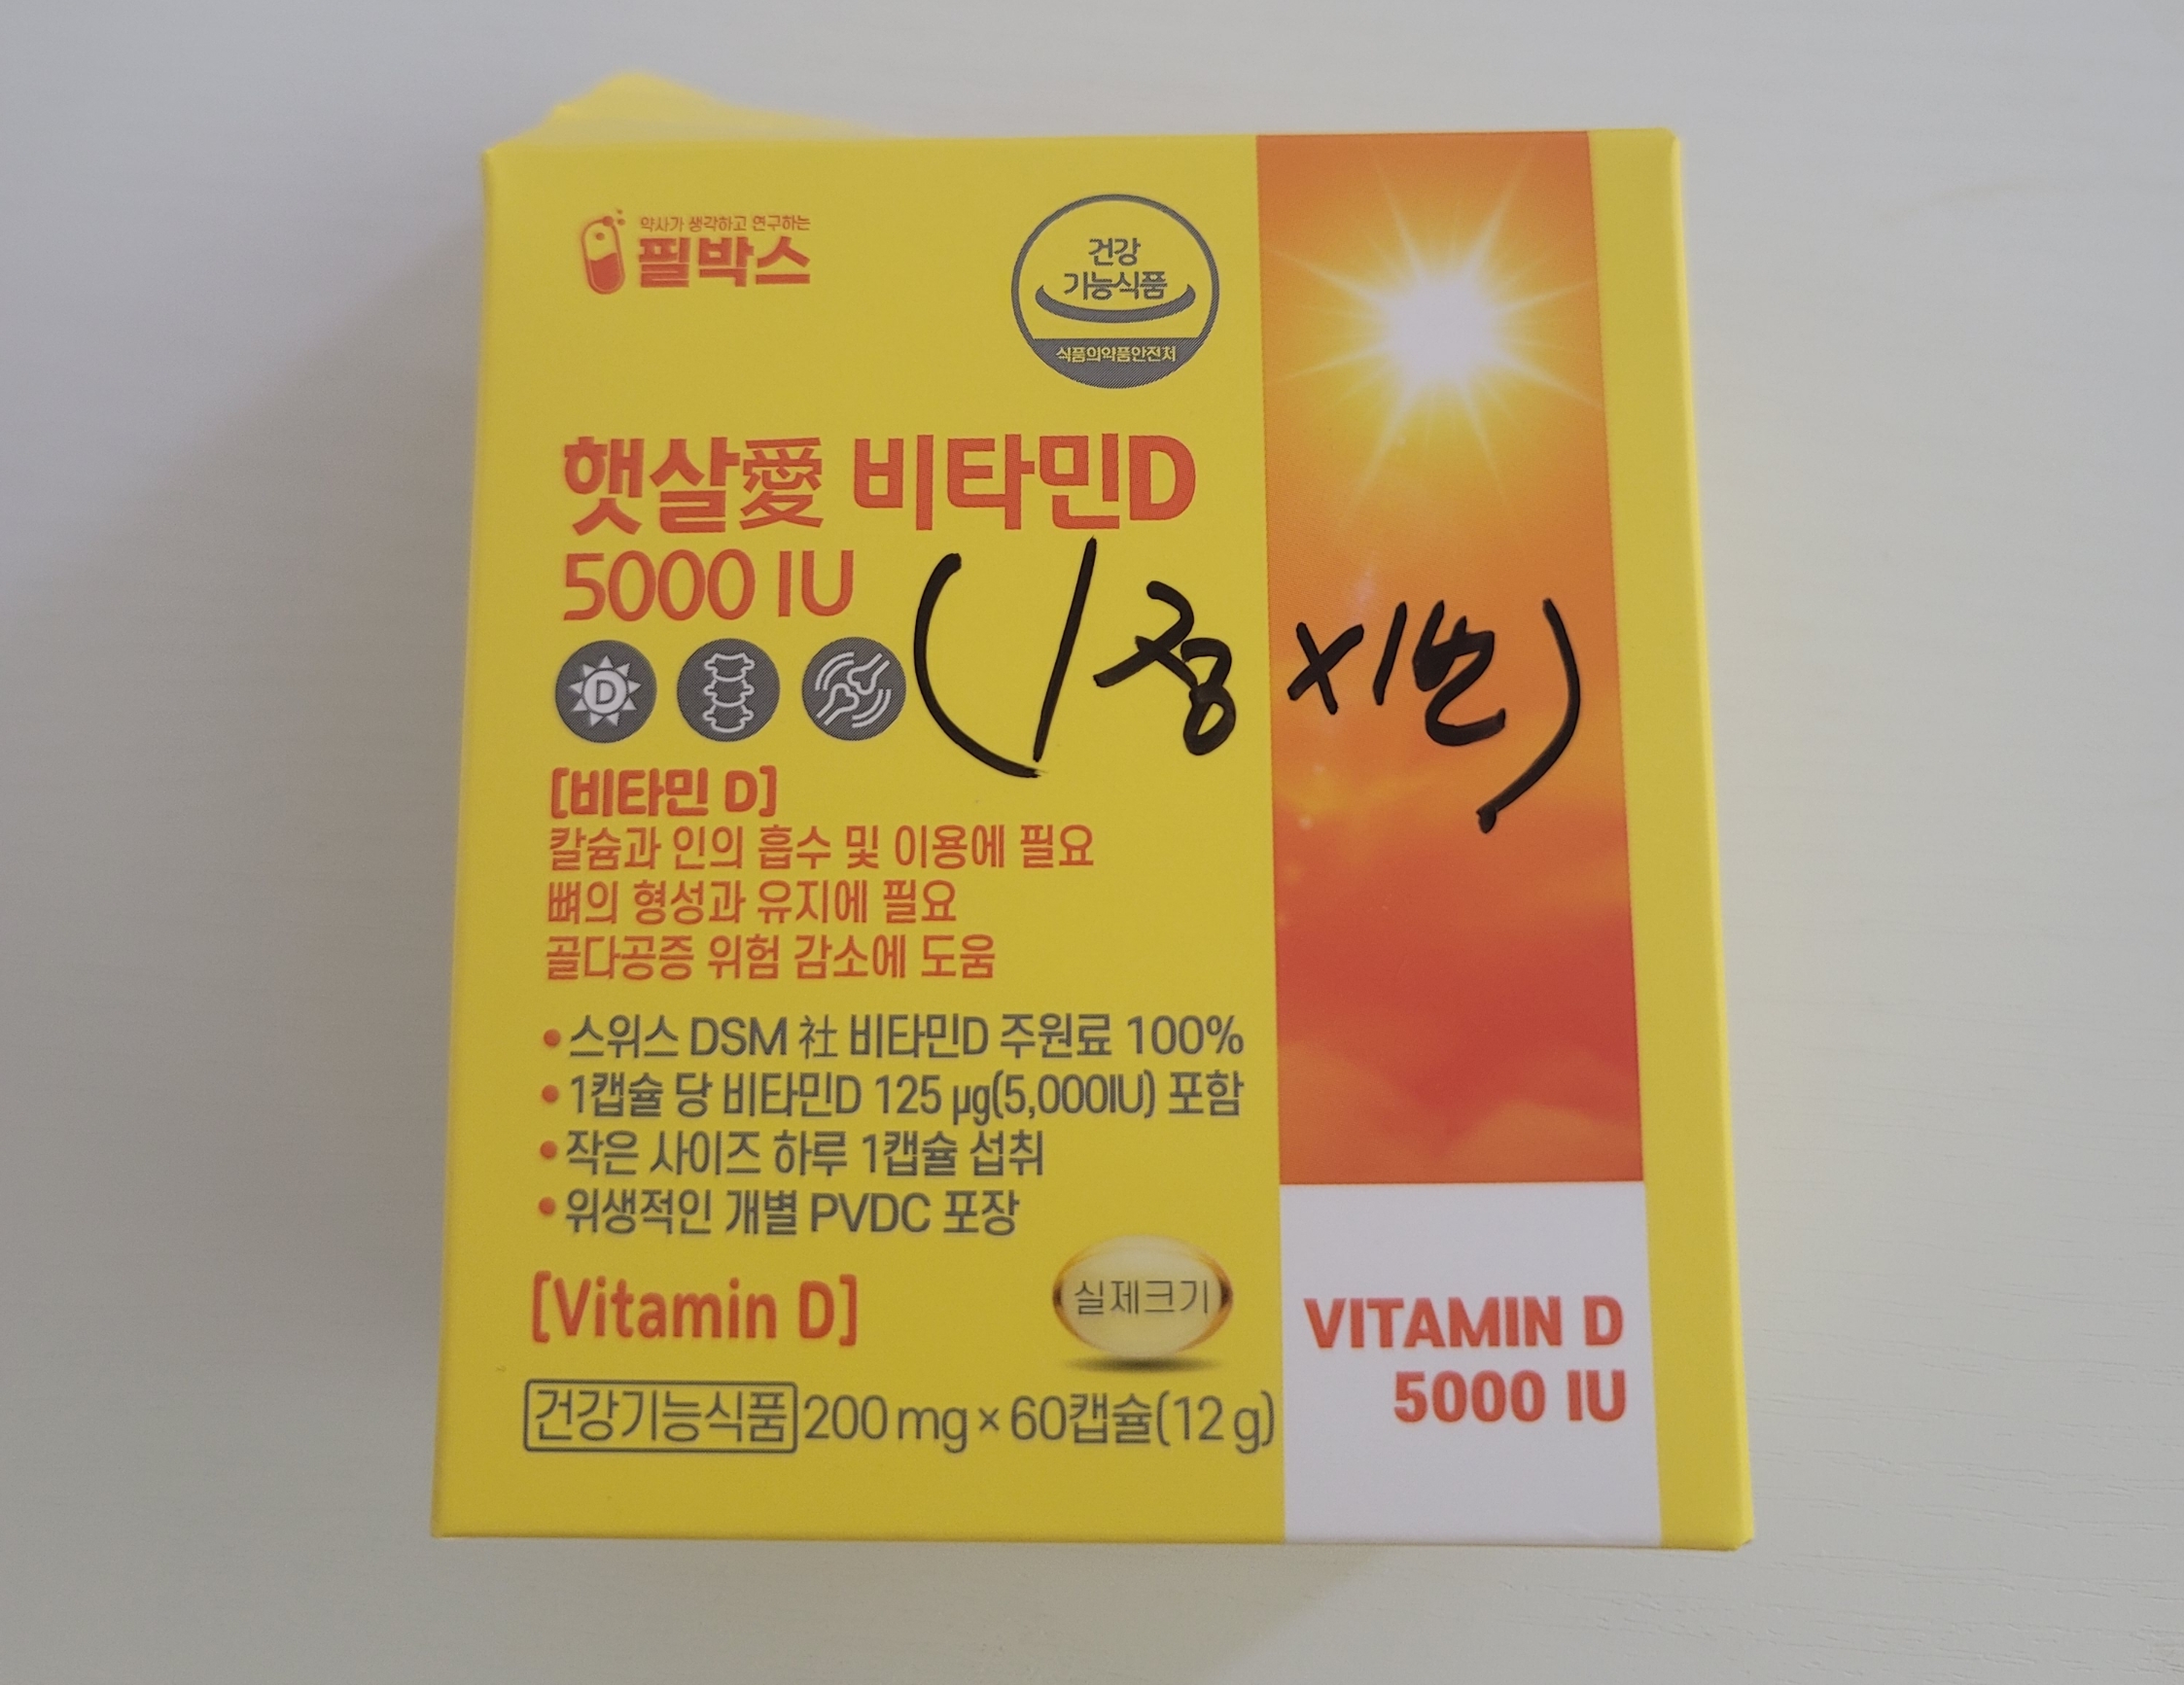 약사가 생각하고 연구하는
필박스
건강
기능식품
식품의약품안전처
햇살愛 비타민D
5000 IU
(1정 x 1번)
D
[비타민 D]
칼슘과 인의 흡수 및 이용에 필요
뼈의 형성과 유지에 필요
골다공증 위험 감소에 도움
•스위스 DSM 社 비타민D 주원료 100%
•1캡슐 당 비타민D 125 µg(5,000IU) 포함
•작은 사이즈 하루 1캡슐 섭취
•위생적인 개별 PVDC 포장
[Vitamin D]
실제크기
건강기능식품 200 mg × 60캡슐(12 g)
VITAMIN D
5000 IU